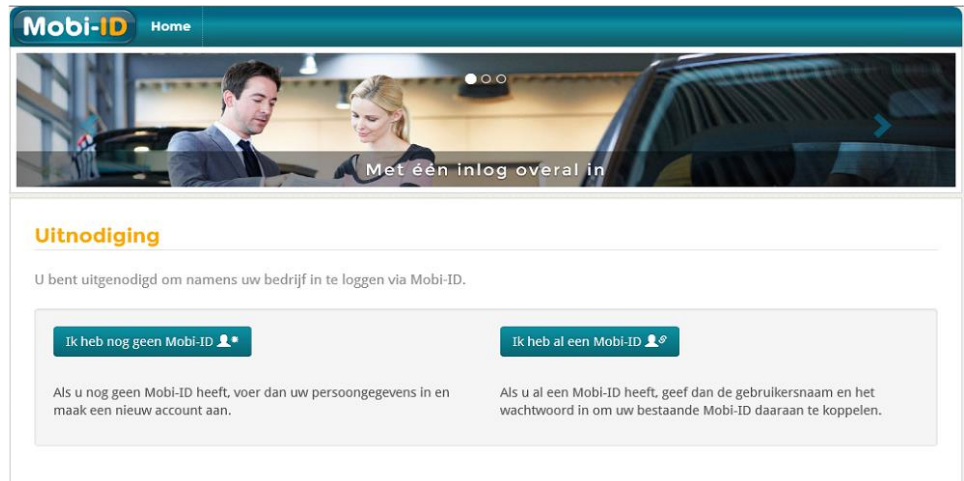 Mobi-ID Home
Met één inlog overal in
Uitnodiging
U bent uitgenodigd om namens uw bedrijf in te loggen via Mobi-ID.
Ik heb nog geen Mobi-ID
Als u nog geen Mobi-ID heeft, voer dan uw persoongegevens in en
maak een nieuw account aan.
Ik heb al een Mobi-ID
Als u al een Mobi-ID heeft, geef dan de gebruikersnaam en het
wachtwoord in om uw bestaande Mobi-ID daaraan te koppelen.